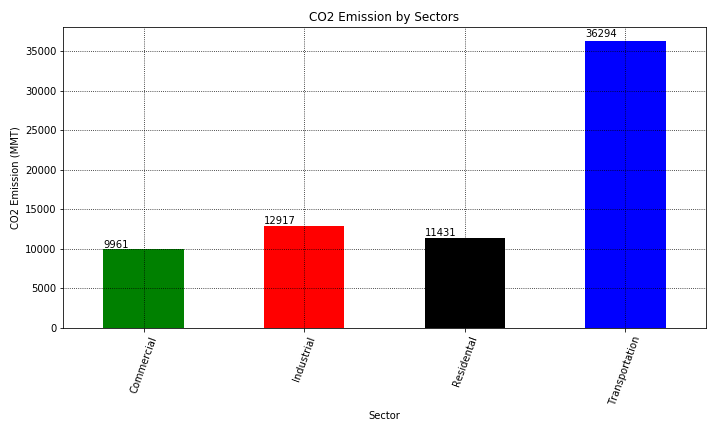 CO2 Emission by Sectors
CO2 Emission (MMT)
35000
30000
25000
20000
15000
10000
5000
0
9961
12917
11431
36294
Commercial
Industrial
Residental
Transportation
Sector